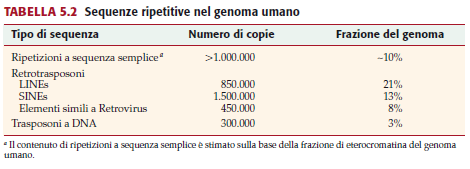 TABELLA 5.2 Sequenze ripetitive nel genoma umano
Tipo di sequenza Numero di copie Frazione del genoma
Ripetizioni a sequenza semplice ᵃ >1.000.000 ~10%
Retrotrasposoni
LINEs 850.000 21%
SINEs 1.500.000 13%
Elementi simili a Retrovirus 450.000 8%
Trasposoni a DNA 300.000 3%
ᵃ Il contenuto di ripetizioni a sequenza semplice è stimato sulla base della frazione di eterocromatina del genoma
umano.